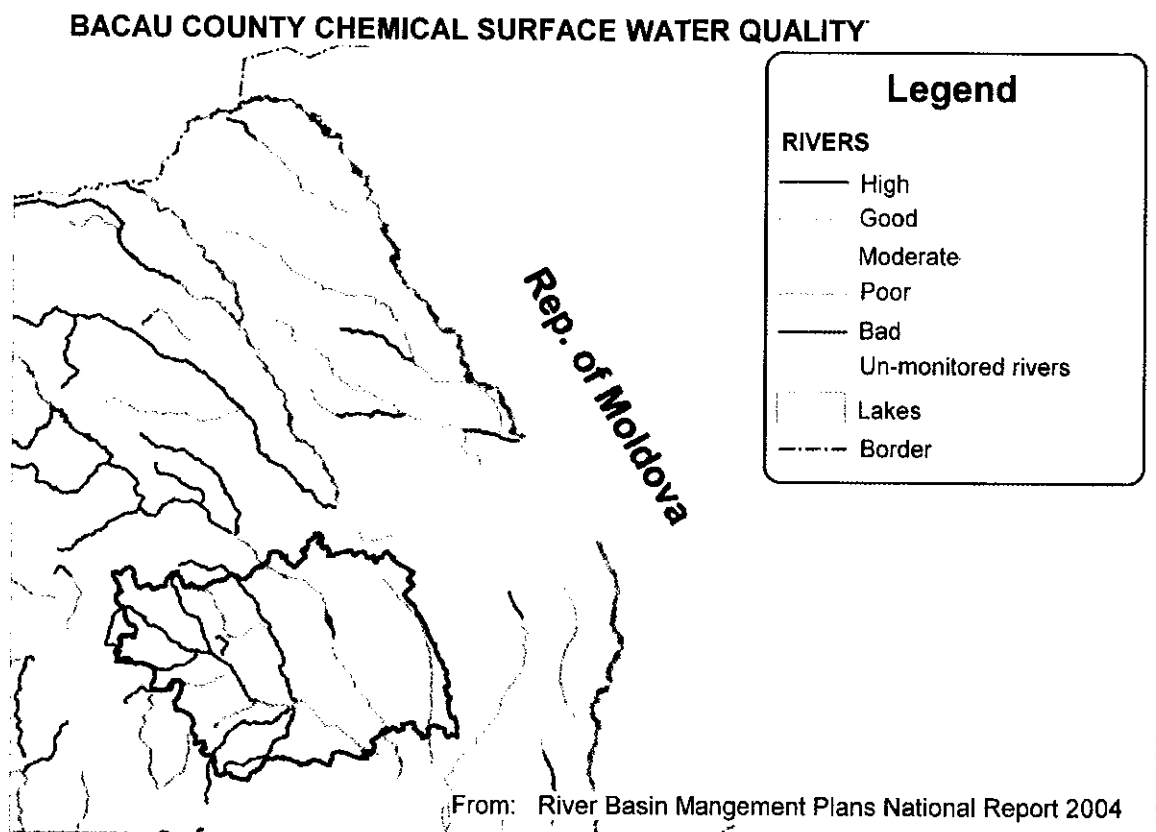 BACAU COUNTY CHEMICAL SURFACE WATER QUALITY
Legend
RIVERS
High
Good
Moderate
Poor
Bad
Un-monitored rivers
Lakes
Border
Rep. of Moldova
From: River Basin Mangement Plans National Report 2004